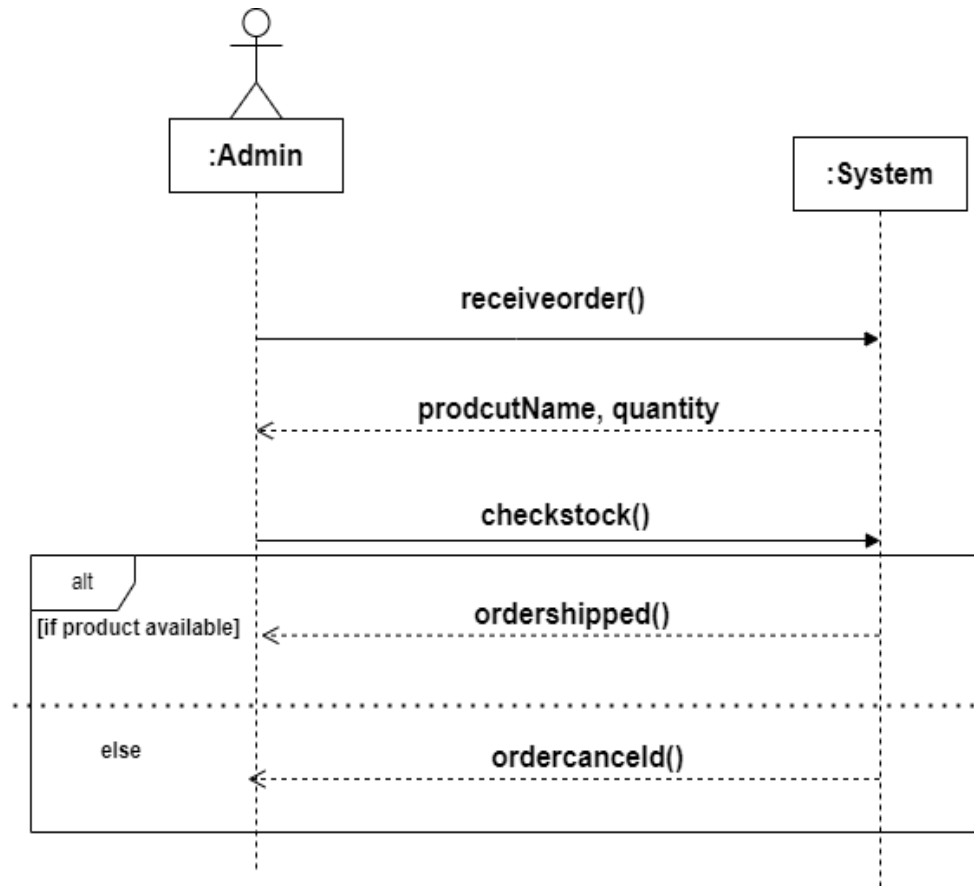 :Admin
:System
receiveorder()
prodcutName, quantity
checkstock()
alt
[if product available]
ordershipped()
else
ordercanceld()